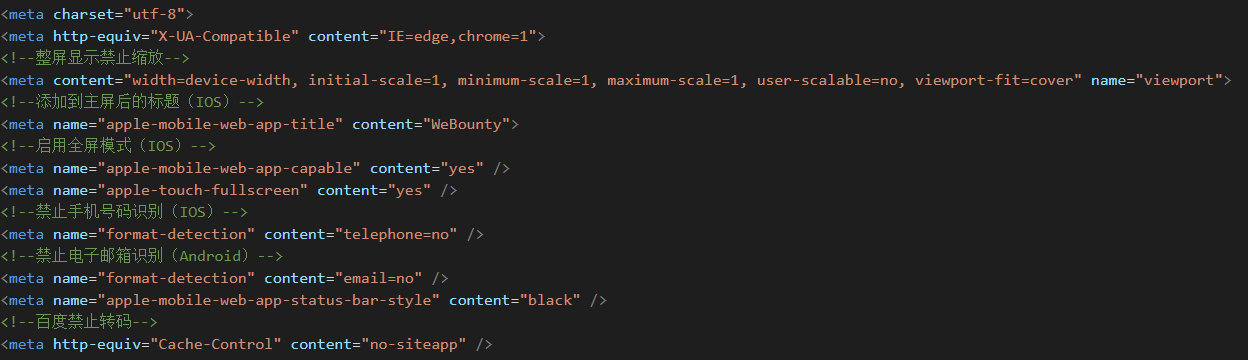 <meta charset="utf-8">
<meta http-equiv="X-UA-Compatible" content="IE=edge,chrome=1">
<!--整屏显示禁止缩放-->
<meta content="width=device-width, initial-scale=1, minimum-scale=1, maximum-scale=1, user-scalable=no, viewport-fit=cover" name="viewport">
<!--添加到主屏后的标题（IOS）-->
<meta name="apple-mobile-web-app-title" content="WeBounty">
<!--启用全屏模式（IOS）-->
<meta name="apple-mobile-web-app-capable" content="yes" />
<meta name="apple-touch-fullscreen" content="yes" />
<!--禁止手机号码识别（IOS）-->
<meta name="format-detection" content="telephone=no" />
<!--禁止电子邮箱识别（Android）-->
<meta name="format-detection" content="email=no" />
<meta name="apple-mobile-web-app-status-bar-style" content="black" />
<!--百度禁止转码-->
<meta http-equiv="Cache-Control" content="no-siteapp" />